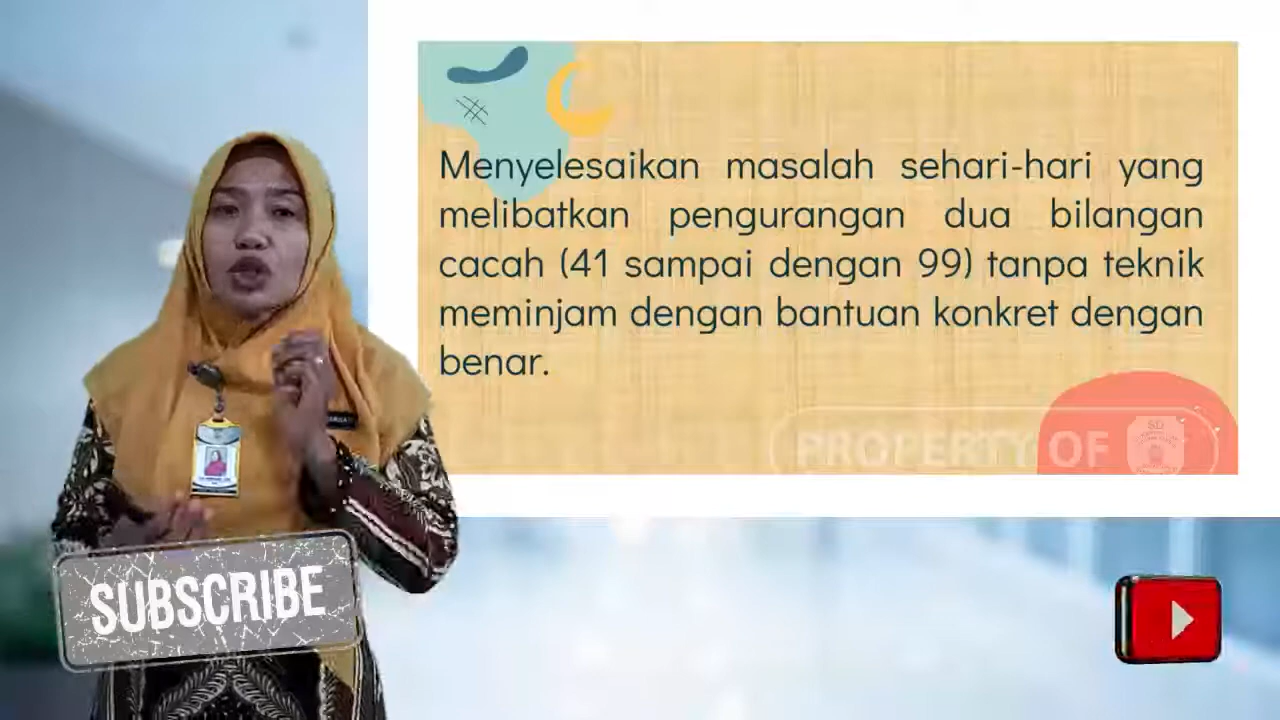 Menyelesaikan masalah sehari-hari yang
melibatkan pengurangan dua bilangan
cacah (41 sampai dengan 99) tanpa teknik
meminjam dengan bantuan konkret dengan
benar.
PROPERTY OF
SD
SUBSCRIBE